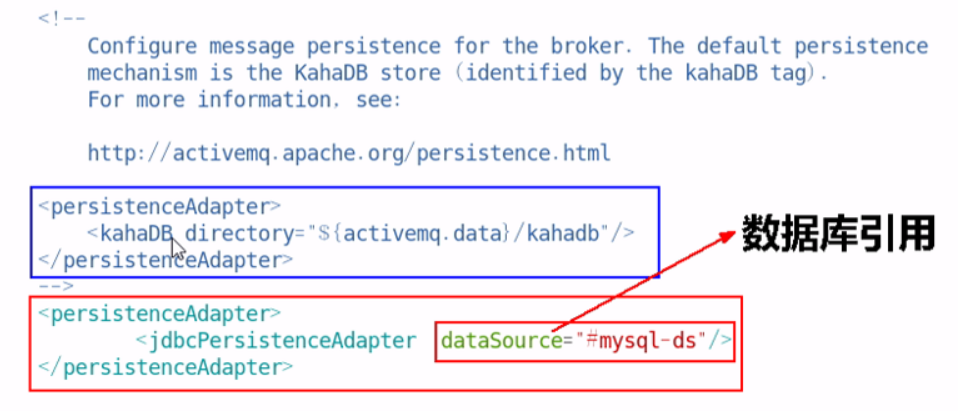 <!--
Configure message persistence for the broker. The default persistence
mechanism is the KahaDB store (identified by the kahaDB tag).
For more information, see:
http://activemq.apache.org/persistence.html
<persistenceAdapter>
<kahaDB directory="${activemq.data}/kahadb"/>
</persistenceAdapter>
-->
<persistenceAdapter>
<jdbcPersistenceAdapter dataSource="#mysql-ds"/>
</persistenceAdapter>
数据库引用